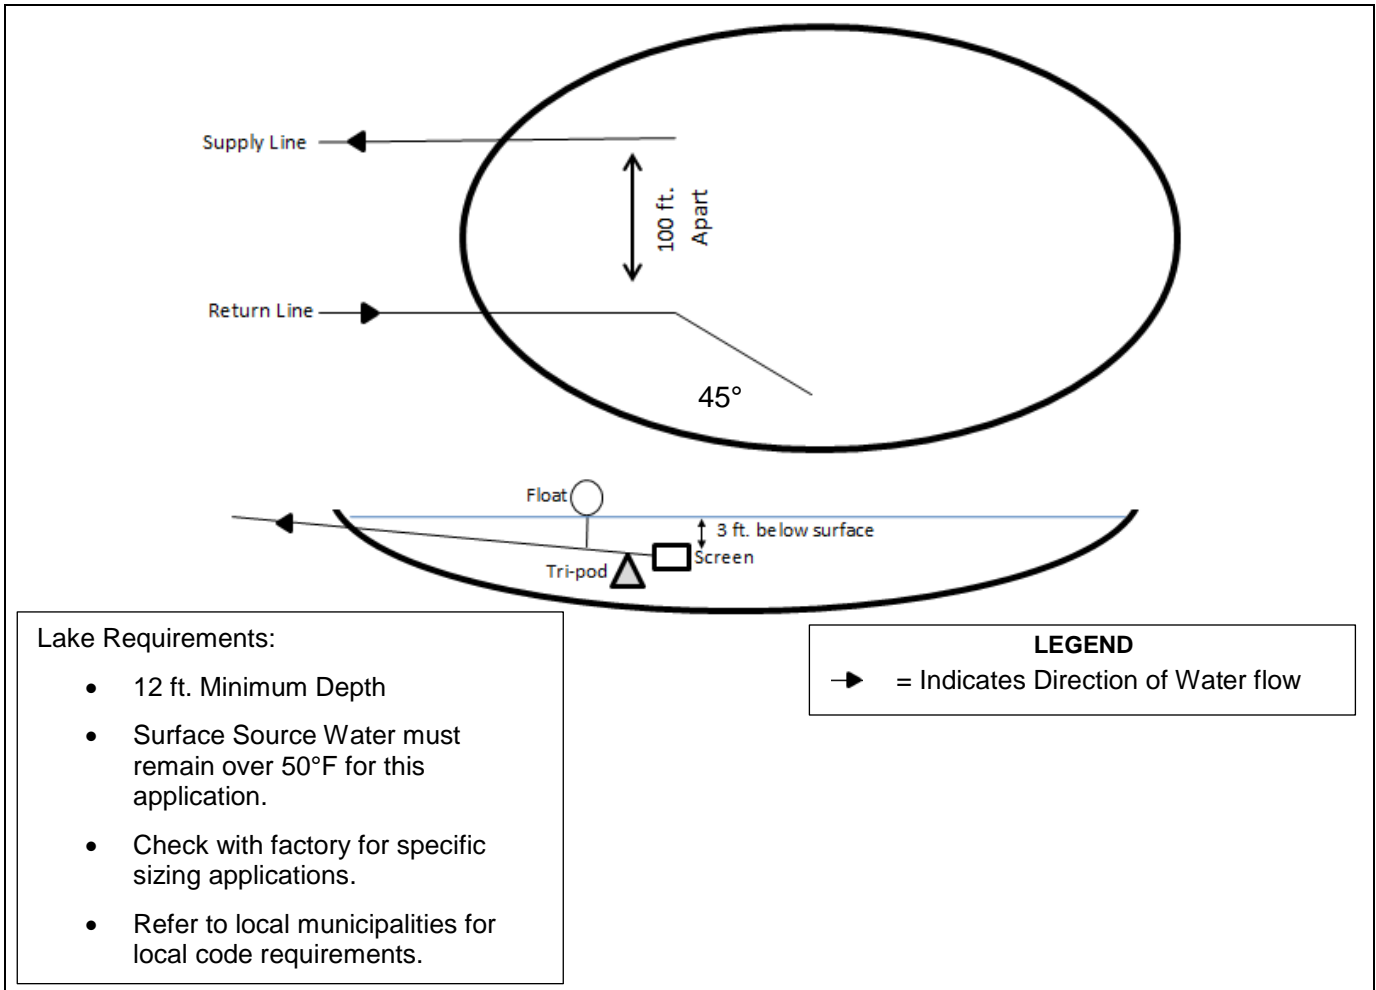 Supply Line
100 ft.
Apart
Return Line
45°
Float
3 ft. below surface
Screen
Tri-pod
Lake Requirements:
• 12 ft. Minimum Depth
• Surface Source Water must
remain over 50°F for this
application.
• Check with factory for specific
sizing applications.
• Refer to local municipalities for
local code requirements.
LEGEND
= Indicates Direction of Water flow